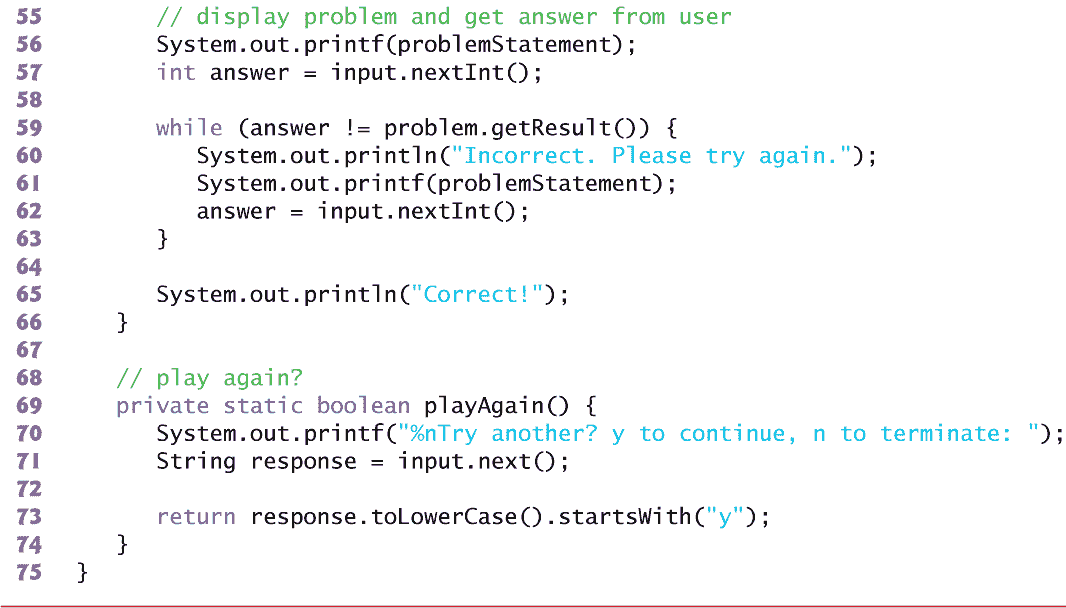 55 // display problem and get answer from user
56 System.out.printf(problemStatement);
57 int answer = input.nextInt();
58
59 while (answer != problem.getResult()) {
60 System.out.println("Incorrect. Please try again.");
61 System.out.printf(problemStatement);
62 answer = input.nextInt();
63 }
64
65 System.out.println("Correct!");
66 }
67
68 // play again?
69 private static boolean playAgain() {
70 System.out.printf("%nTry another? y to continue, n to terminate: ");
71 String response = input.next();
72
73 return response.toLowerCase().startsWith("y");
74 }
75 }